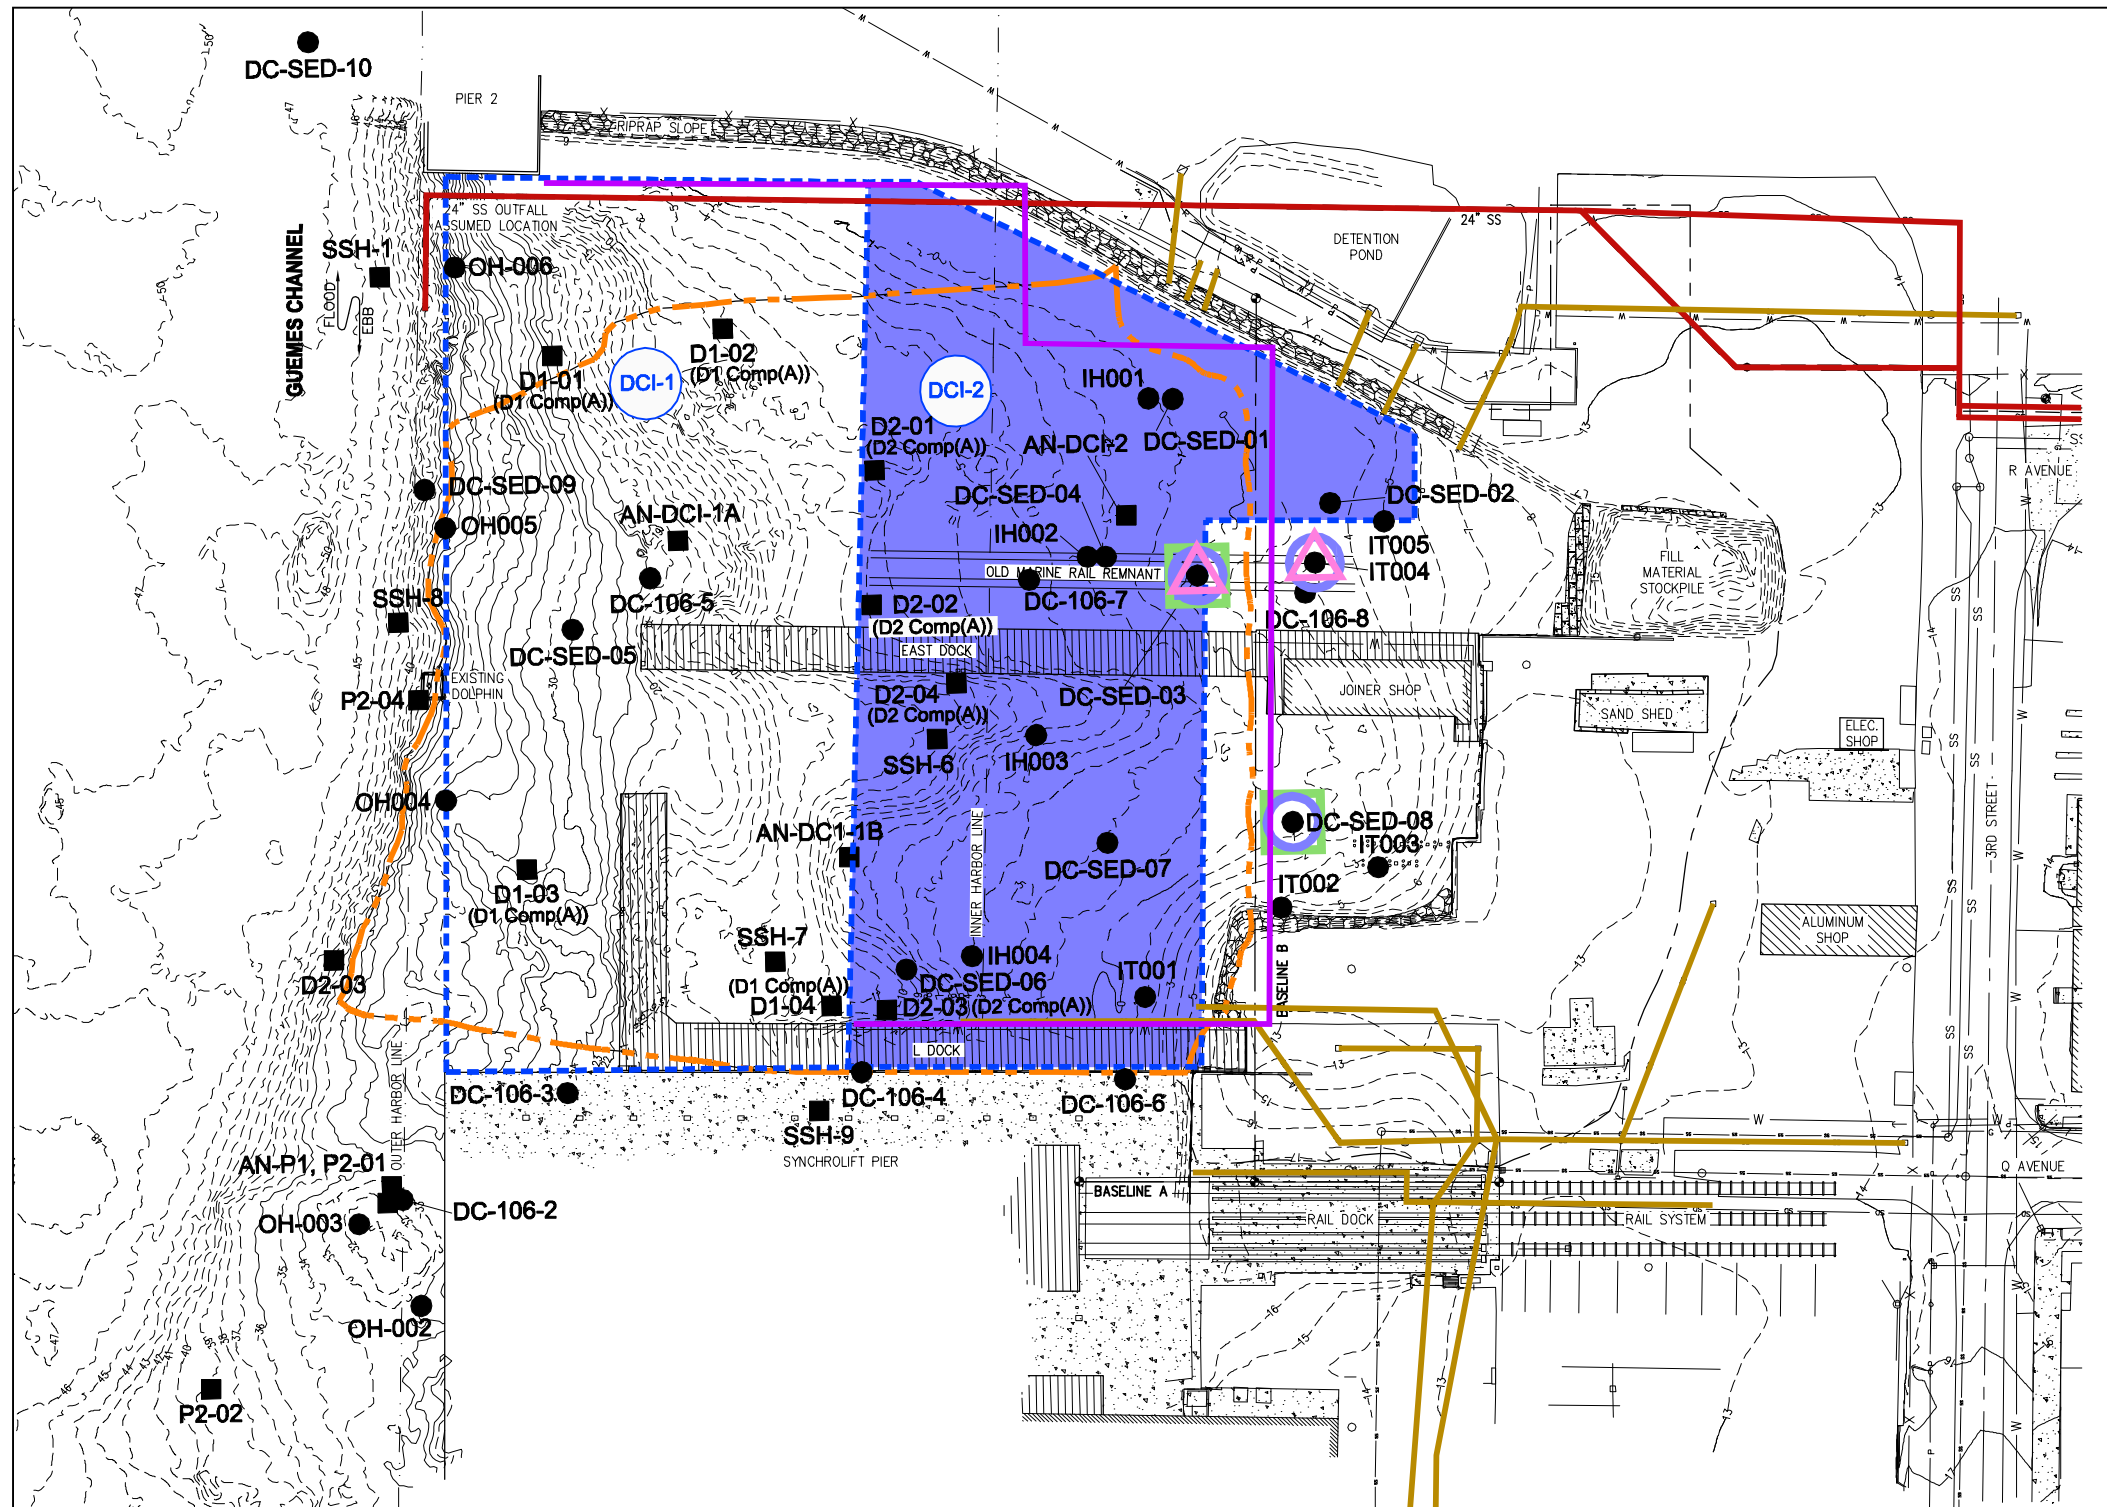 DC-SED-10
PIER 2
RIPRAP SLOPE
24" SS OUTFALL
ASSUMED LOCATION
24" SS
DETENTION
POND
GUEMES CHANNEL
FLOOD
EBB
SSH-1
OH-006
D1-01
(D1 Comp(A))
D1-02
(D1 Comp(A))
DCI-1
DCI-2
IH001
DC-SED-01
D2-01
(D2 Comp(A))
AN-DCI-2
DC-SED-04
DC-SED-02
R AVENUE
DC-SED-09
OH005
AN-DCI-1A
IH002
IT005
IT004
OLD MARINE RAIL REMNANT
FILL
MATERIAL
STOCKPILE
DC-106-5
DC-106-7
DC-106-8
SSH-8
D2-02
(D2 Comp(A))
DC-SED-05
EAST DOCK
EXISTING
DOLPHIN
P2-04
D2-04
(D2 Comp(A))
DC-SED-03
JOINER SHOP
SAND SHED
ELEC.
SHOP
SSH-6
IH003
OH004
AN-DC1-1B
INNER HARBOR LINE
DC-SED-08
IT003
DC-SED-07
IT002
3RD STREET
D1-03
(D1 Comp(A))
ALUMINUM
SHOP
SSH-7
(D1 Comp(A))
D1-04
IH004
DC-SED-06
D2-03 (D2 Comp(A))
IT001
BASELINE B
D2-03
L DOCK
OUTER HARBOR LINE
DC-106-3
DC-106-4
DC-106-6
SSH-9
SYNCHROLIFT PIER
AN-P1, P2-01
DC-106-2
OH-003
BASELINE A
RAIL DOCK
RAIL SYSTEM
Q AVENUE
OH-002
P2-02